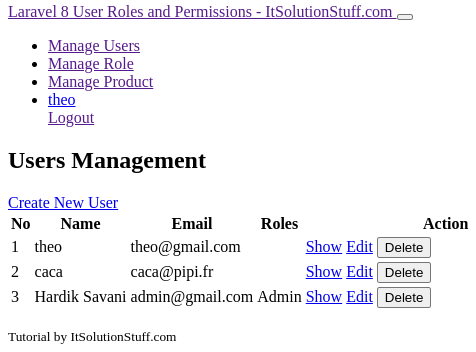 Laravel 8 User Roles and Permissions - ItSolutionStuff.com
Manage Users
Manage Role
Manage Product
theo
Logout
Users Management
Create New User
No Name Email Roles Action
1 theo theo@gmail.com Show Edit Delete
2 caca caca@pipi.fr Show Edit Delete
3 Hardik Savani admin@gmail.com Admin Show Edit Delete
Tutorial by ItSolutionStuff.com